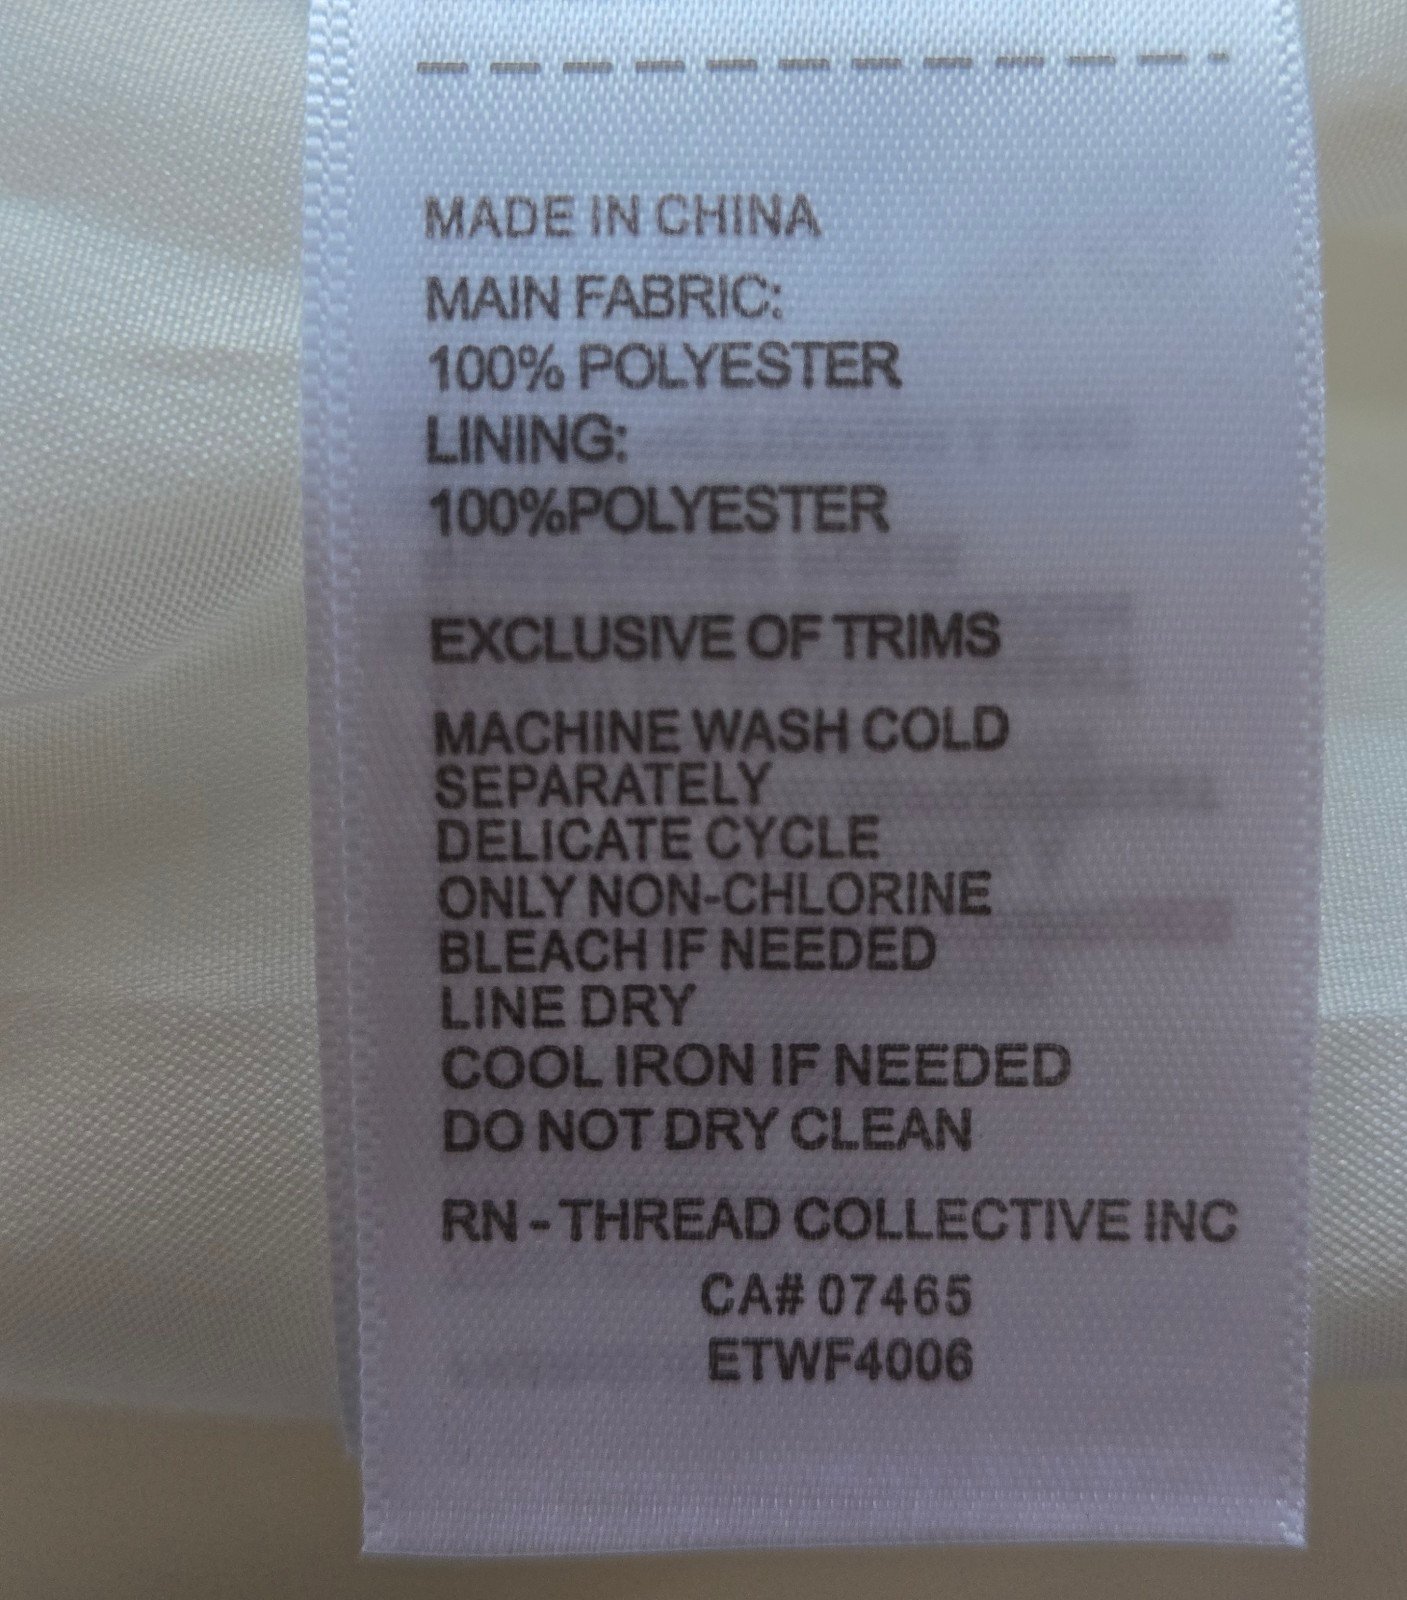 MADE IN CHINA
MAIN FABRIC:
100% POLYESTER
LINING:
100%POLYESTER
EXCLUSIVE OF TRIMS
MACHINE WASH COLD
SEPARATELY
DELICATE CYCLE
ONLY NON-CHLORINE
BLEACH IF NEEDED
LINE DRY
COOL IRON IF NEEDED
DO NOT DRY CLEAN
RN - THREAD COLLECTIVE INC
CA# 07465
ETWF4006